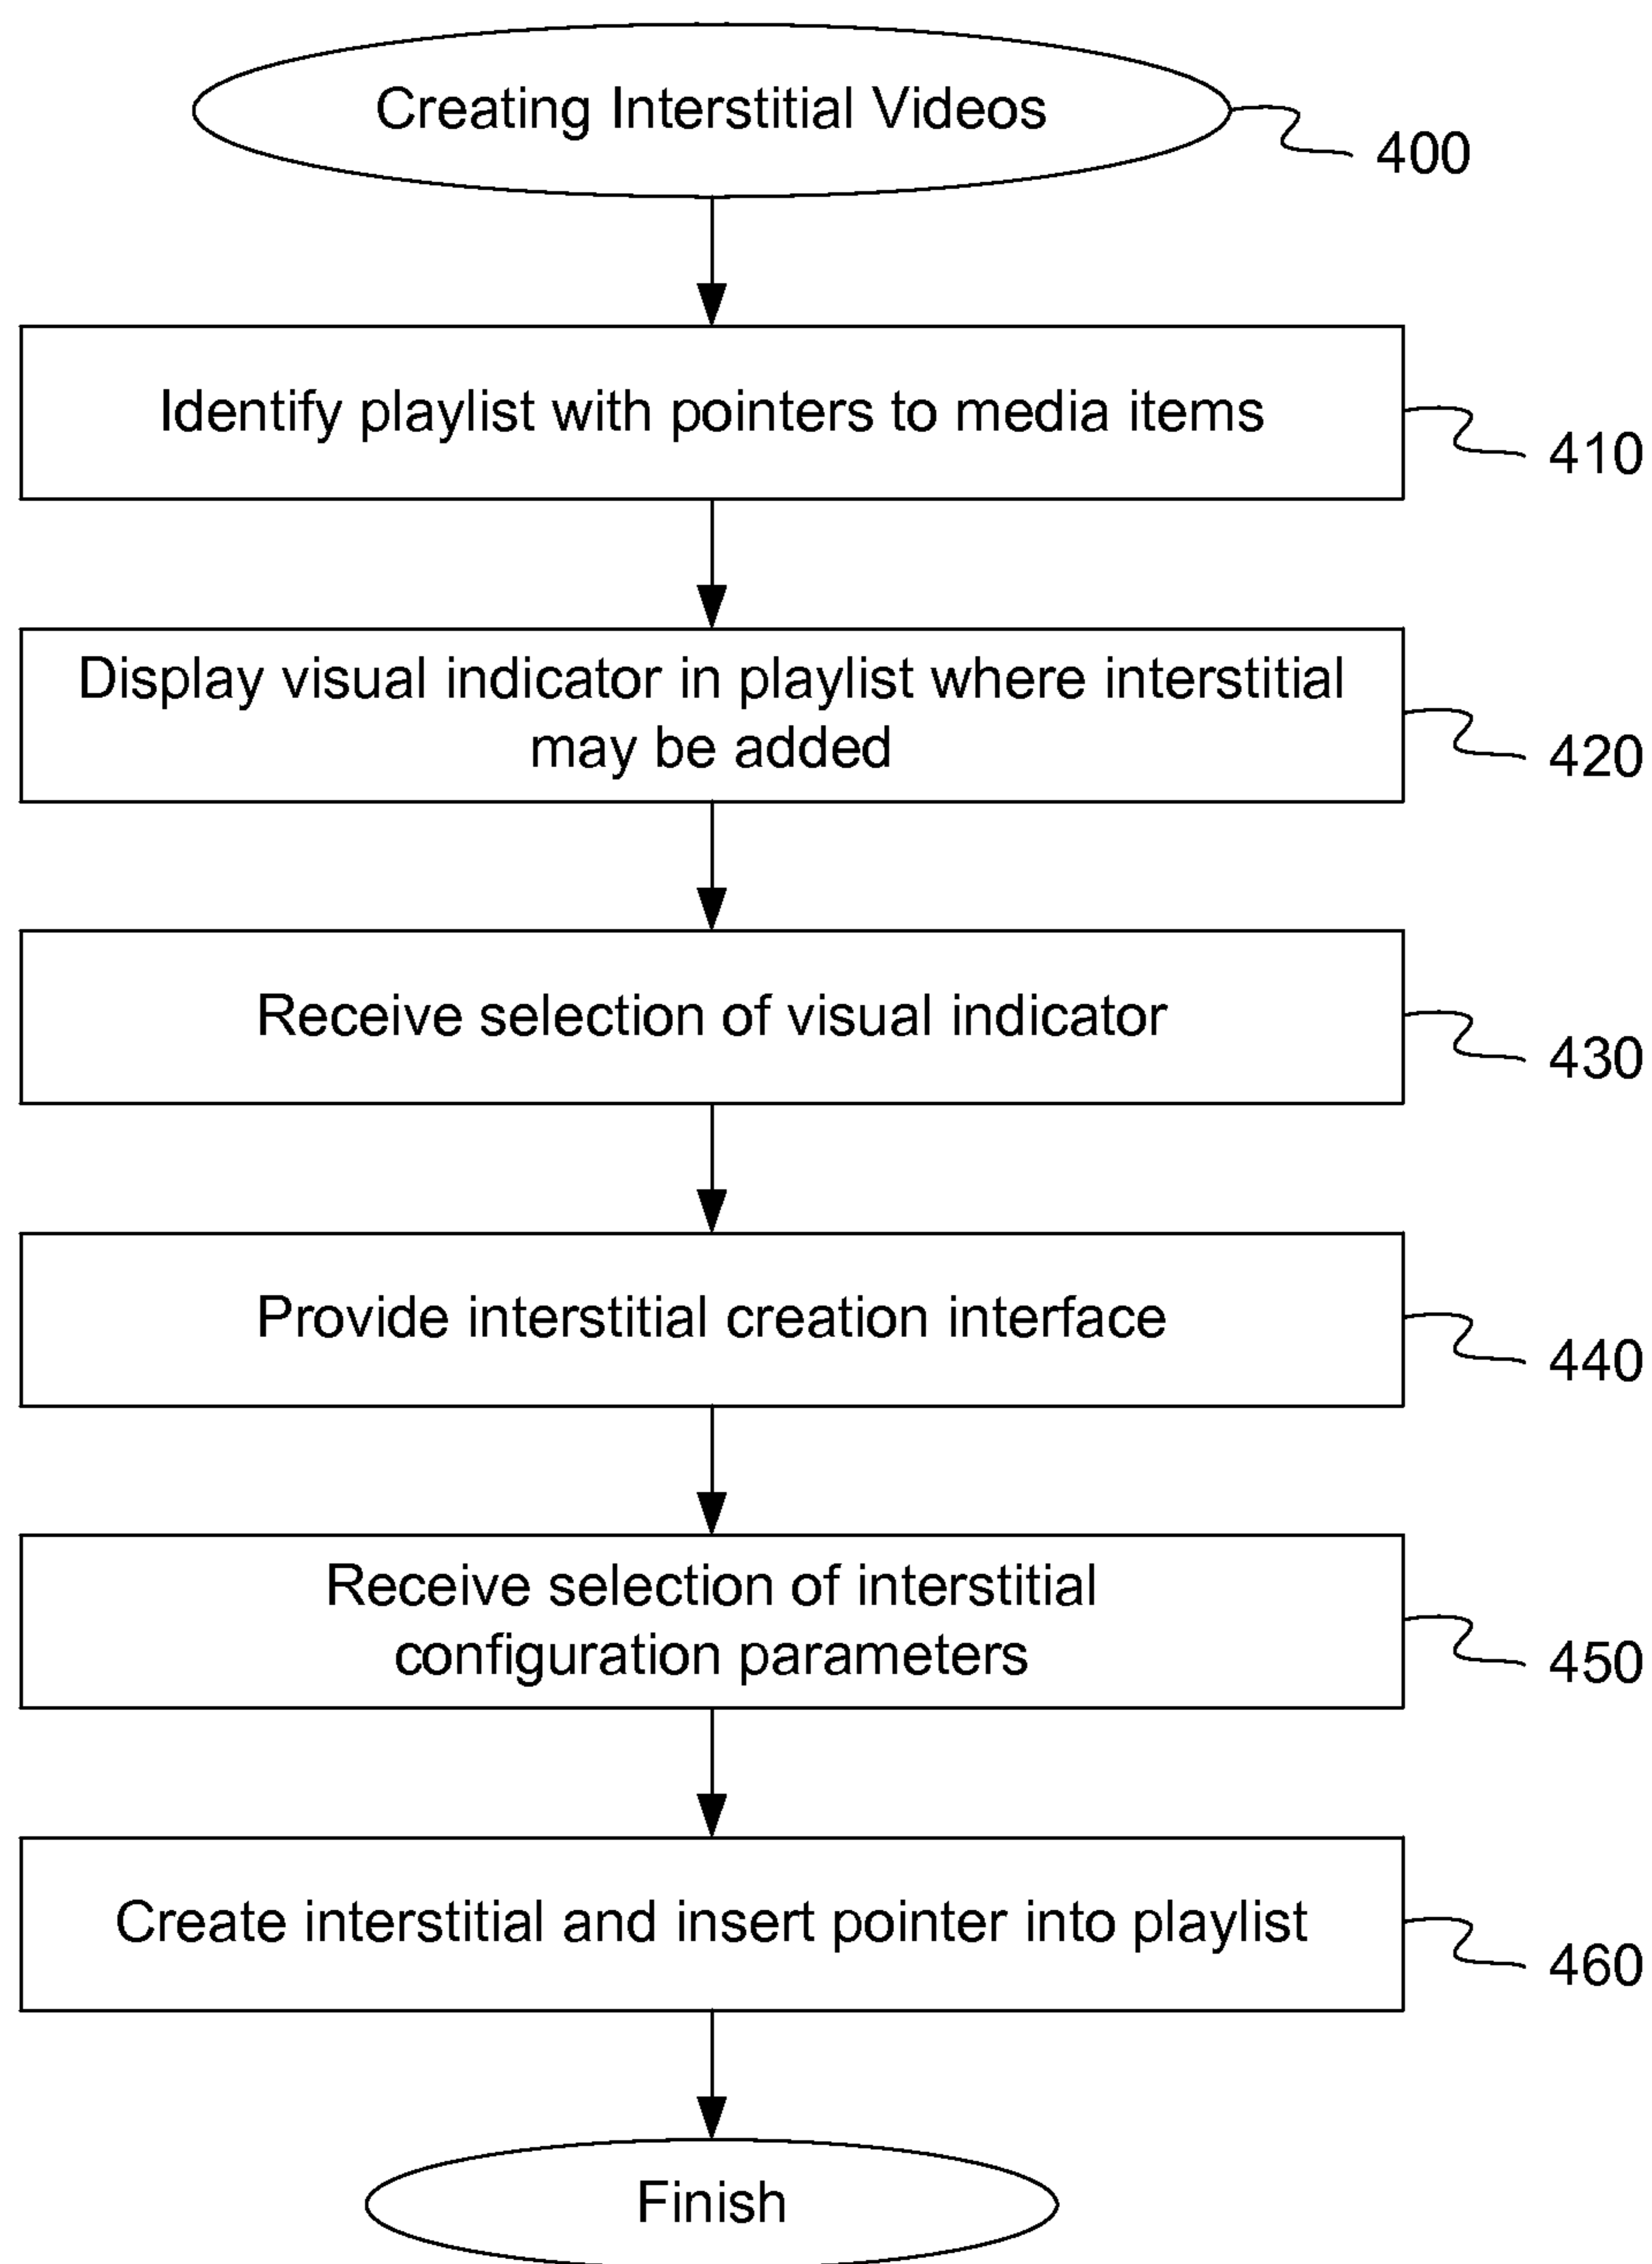 Creating Interstitial Videos
400
Identify playlist with pointers to media items
410
Display visual indicator in playlist where interstitial
may be added
420
Receive selection of visual indicator
430
Provide interstitial creation interface
440
Receive selection of interstitial
configuration parameters
450
Create interstitial and insert pointer into playlist
460
Finish